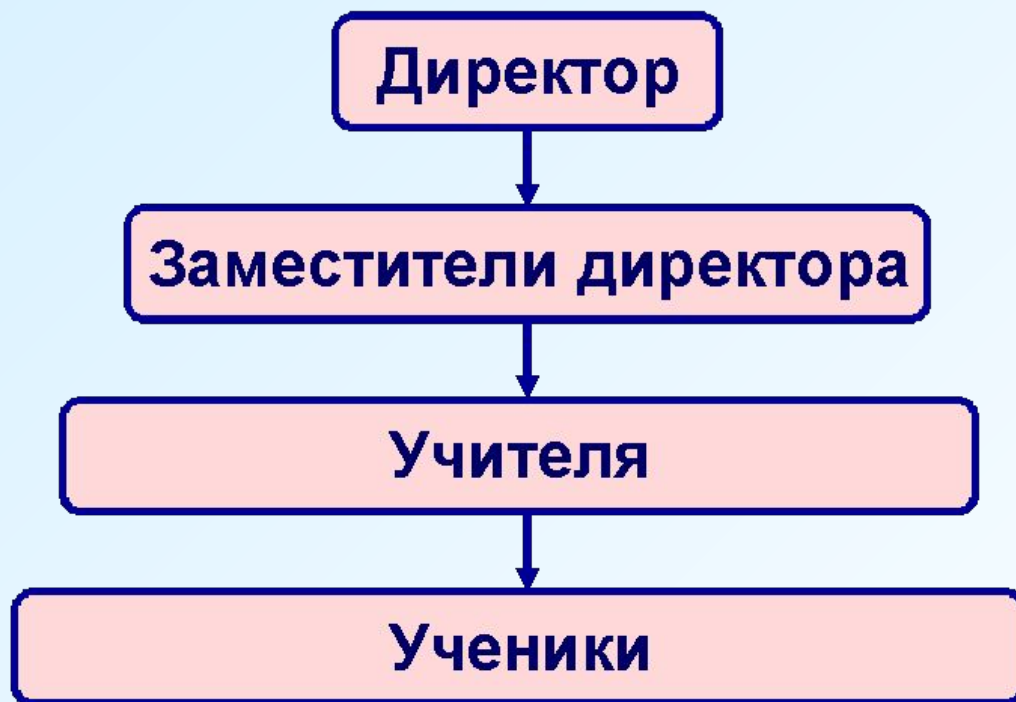 Директор
Заместители директора
Учителя
Ученики